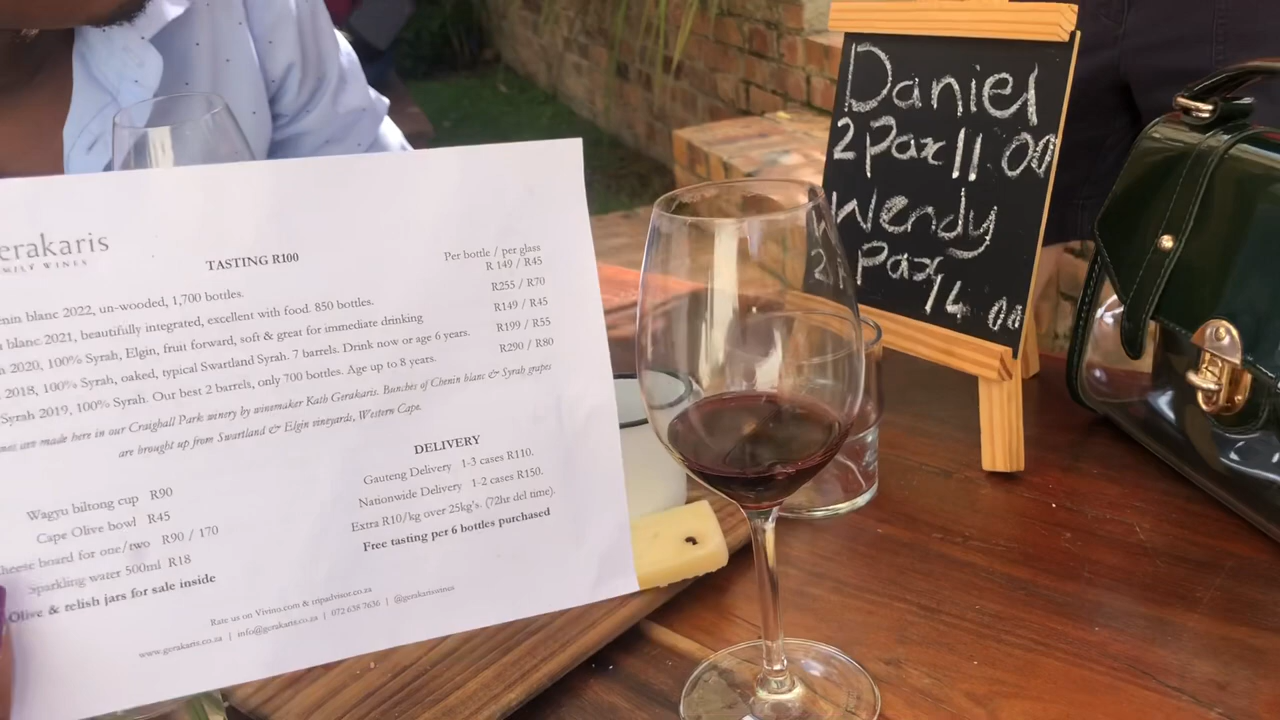 Gerakaris
FAMILY WINES
TASTING R100
Per bottle / per glass
Chenin blanc 2022, un-wooded, 1,700 bottles. R 149 / R45
blanc 2021, beautifully integrated, excellent with food. 850 bottles. R255 / R70
2020, 100% Syrah, Elgin, fruit forward, soft & great for immediate drinking R149 / R45
2018, 100% Syrah, oaked, typical Swartland Syrah. 7 barrels. Drink now or age 6 years. R199 / R55
Syrah 2019, 100% Syrah. Our best 2 barrels, only 700 bottles. Age up to 8 years. R290 / R80
are made here in our Craighall Park winery by winemaker Kath Gerakaris. Bunches of Chenin blanc & Syrah grapes
are brought up from Swartland & Elgin vineyards, Western Cape.
Wagyu biltong cup R90
Cape Olive bowl R45
Cheese board for one/two R90 / 170
Sparkling water 500ml R18
Olive & relish jars for sale inside
DELIVERY
Gauteng Delivery 1-3 cases R110.
Nationwide Delivery 1-2 cases R150.
Extra R10/kg over 25kg's. (72hr del time).
Free tasting per 6 bottles purchased
Rate us on Vivino.com & tripadvisor.co.za
www.gerakaris.co.za | info@gerakaris.co.za | 072 638 7636 | @gerakariswines
Daniel
2 Pax 11 00
Wendy
2 Pax
14 00